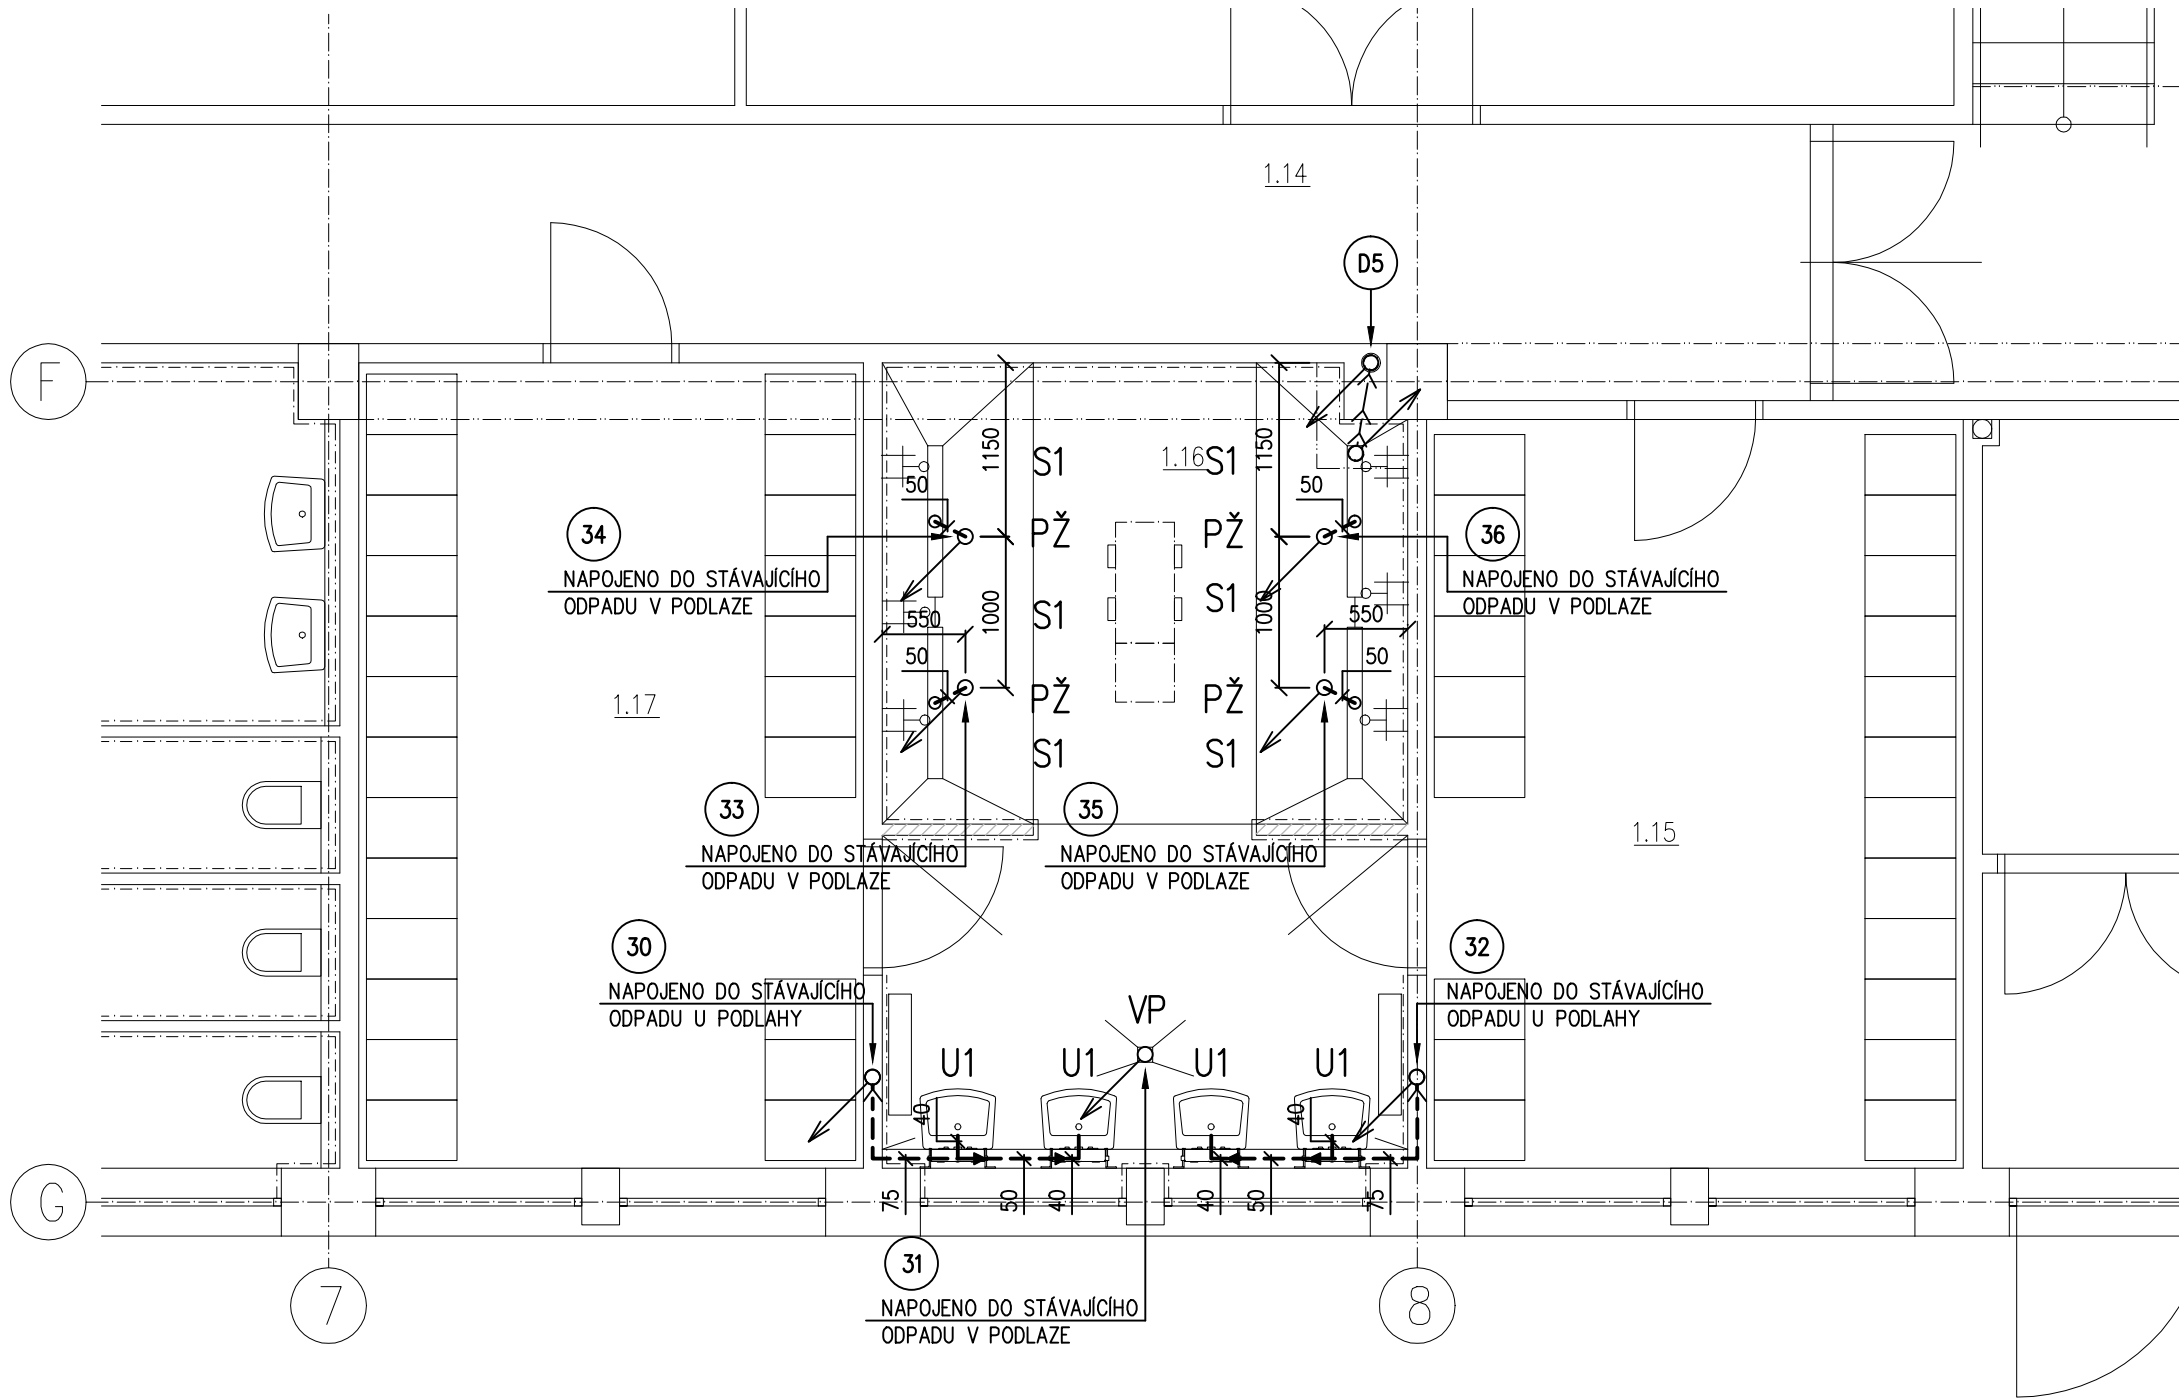 1.14
D5
F
1150
S1
1.16
S1
1150
50
50
34
PŽ
PŽ
36
NAPOJENO DO STÁVAJÍCÍHO
ODPADU V PODLAZE
NAPOJENO DO STÁVAJÍCÍHO
ODPADU V PODLAZE
550
1000
S1
S1
1000
550
50
50
1.17
PŽ
PŽ
S1
S1
33
35
1.15
NAPOJENO DO STÁVAJÍCÍHO
ODPADU V PODLAZE
NAPOJENO DO STÁVAJÍCÍHO
ODPADU V PODLAZE
30
32
NAPOJENO DO STÁVAJÍCÍHO
ODPADU U PODLAHY
NAPOJENO DO STÁVAJÍCÍHO
ODPADU U PODLAHY
VP
U1
U1
U1
U1
40
40
G
75
50
40
40
50
75
31
7
8
NAPOJENO DO STÁVAJÍCÍHO
ODPADU V PODLAZE